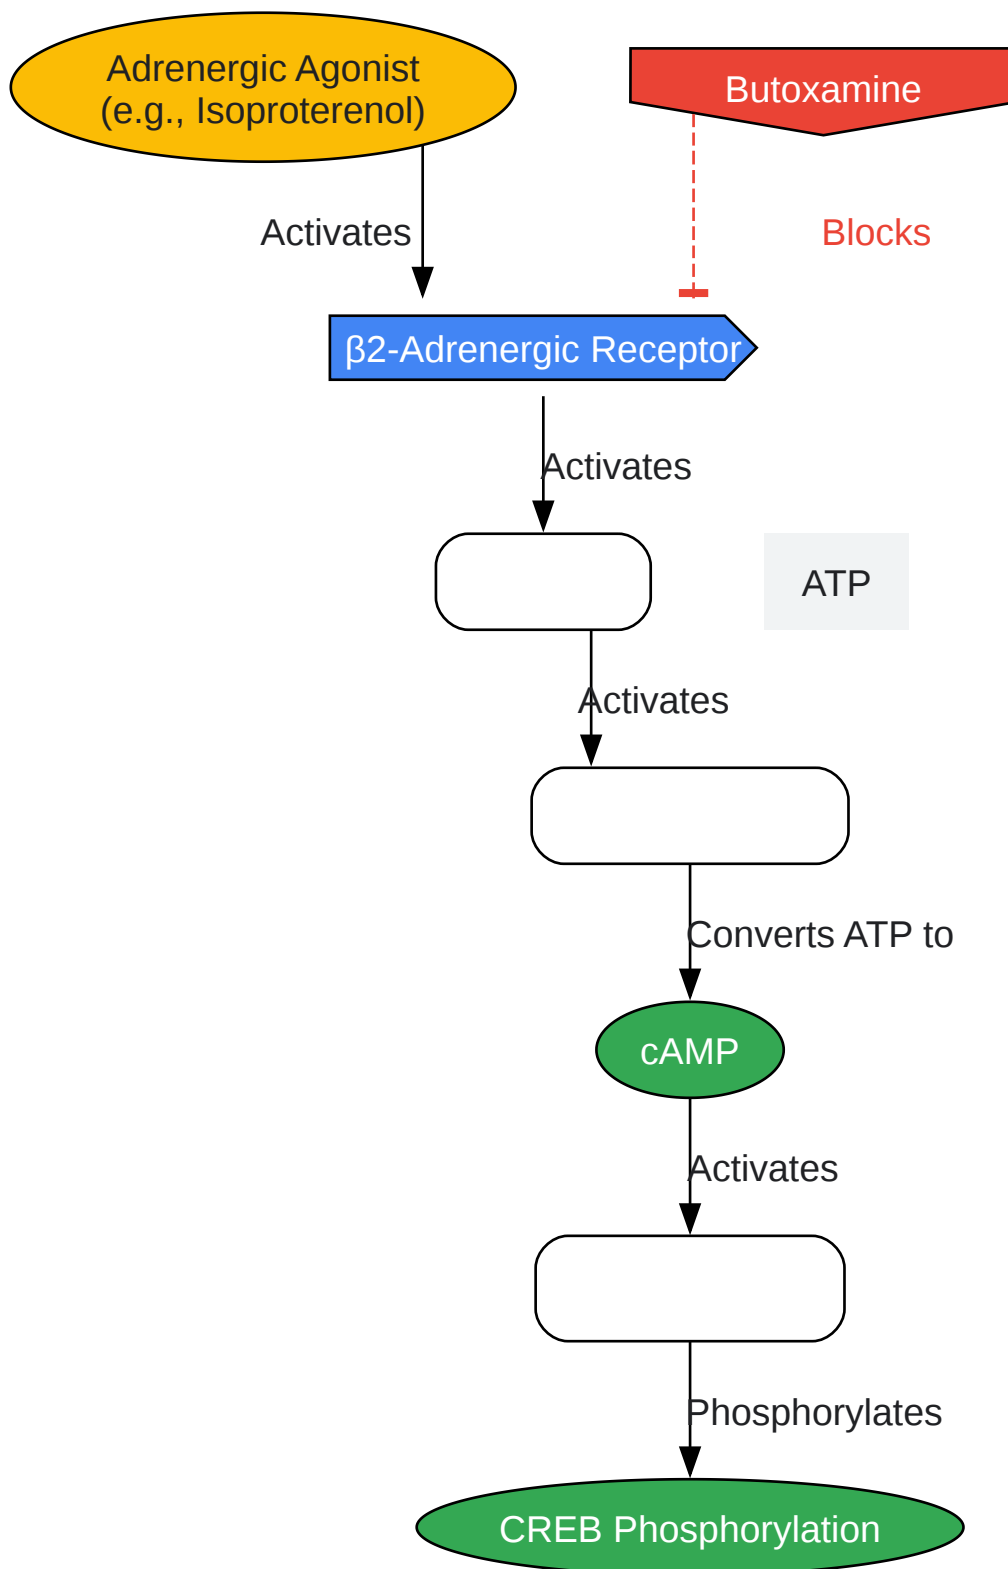 Adrenergic Agonist
(e.g., Isoproterenol)
Butoxamine
Activates
Blocks
β2-Adrenergic Receptor
Activates
ATP
Activates
Converts ATP to
cAMP
Activates
Phosphorylates
CREB Phosphorylation